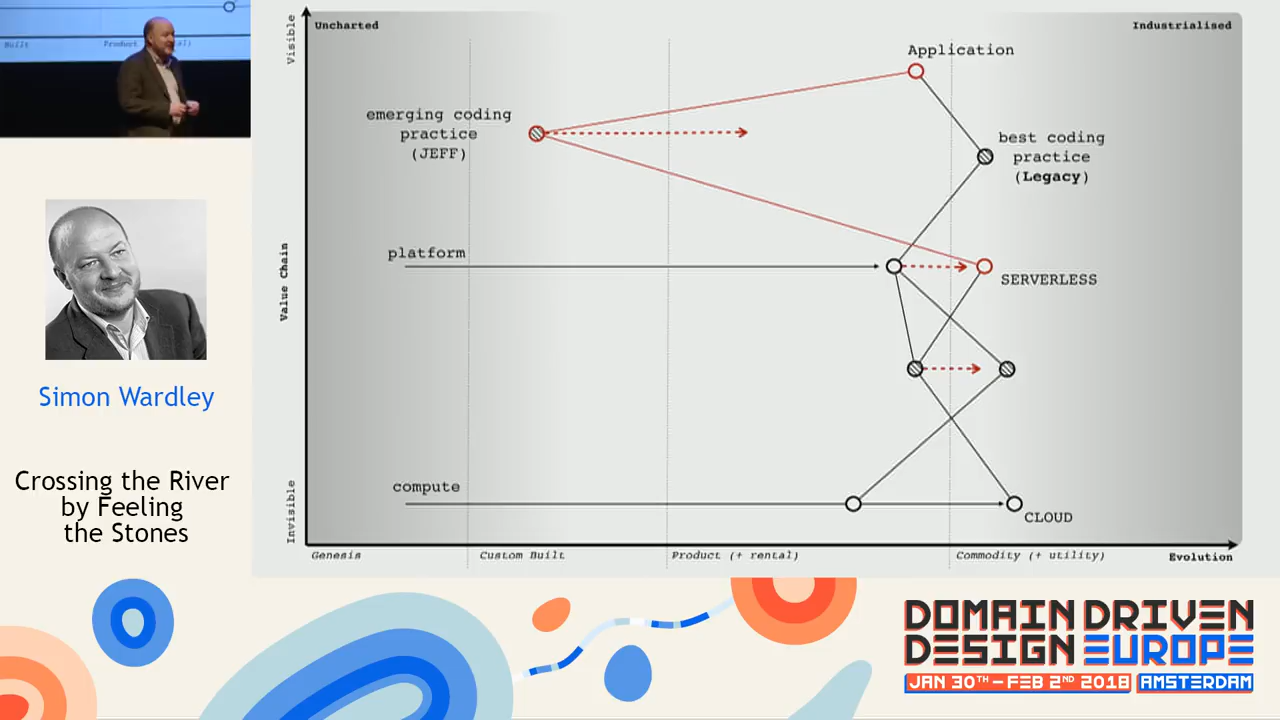 Built
Product
Simon Wardley
Crossing the River
by Feeling
the Stones
Visible
Uncharted
Industrialised
Application
emerging coding
practice
(JEFF)
best coding
practice
(Legacy)
platform
SERVERLESS
Value Chain
compute
CLOUD
Invisible
Genesis
Custom Built
Product (+ rental)
Commodity (+ utility)
Evolution
DOMAIN DRIVEN
DESIGN EUROPE
JAN 30TH - FEB 2ND 2018 AMSTERDAM